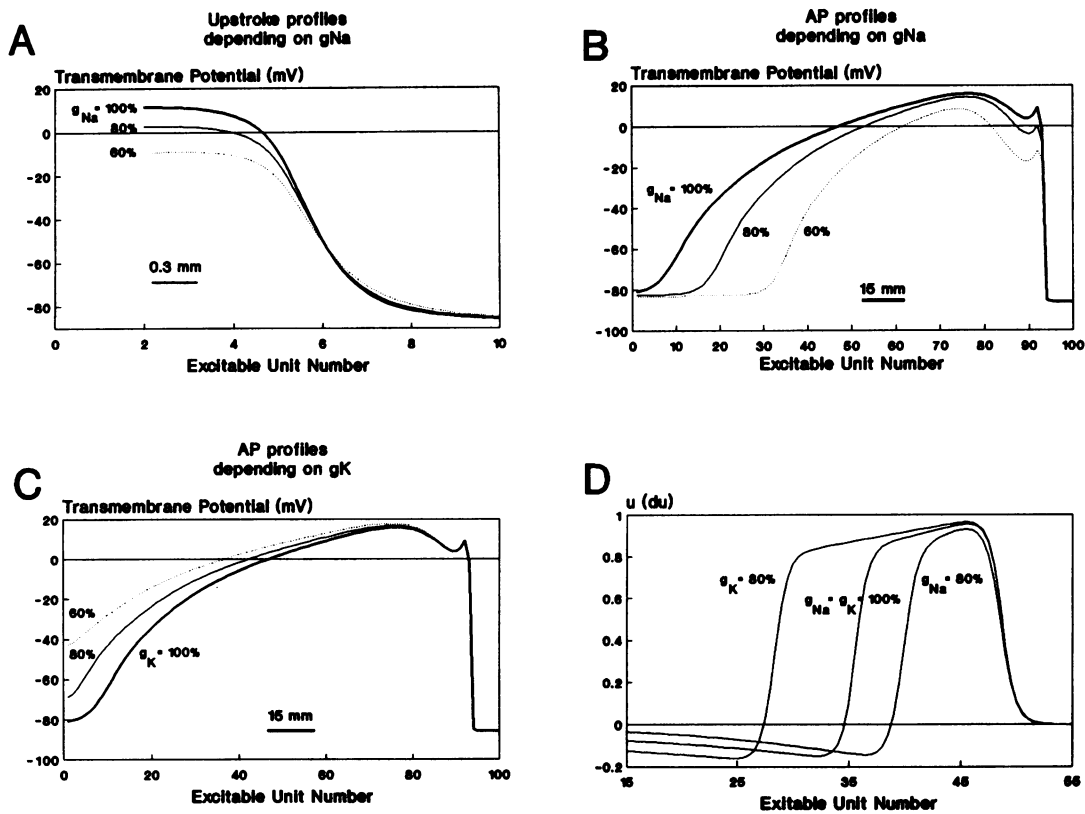 A
Upstroke profiles
depending on gNa
Transmembrane Potential (mV)
20
0
-20
-40
-60
-80
gNa= 100%
80%
60%
0.3 mm
0 2 4 6 8 10
Excitable Unit Number
B
AP profiles
depending on gNa
Transmembrane Potential (mV)
20
0
-20
-40
-60
-80
-100
gNa= 100%
80%
60%
15 mm
0 10 20 30 40 50 60 70 80 90 100
Excitable Unit Number
C
AP profiles
depending on gK
Transmembrane Potential (mV)
20
0
-20
-40
-60
-80
-100
60%
80%
gK= 100%
15 mm
0 20 40 60 80 100
Excitable Unit Number
D
u (du)
1
0.8
0.6
0.4
0.2
0
-0.2
gK= 80%
gNa= gK= 100%
gNa= 80%
15 25 35 45 55
Exitable Unit Number